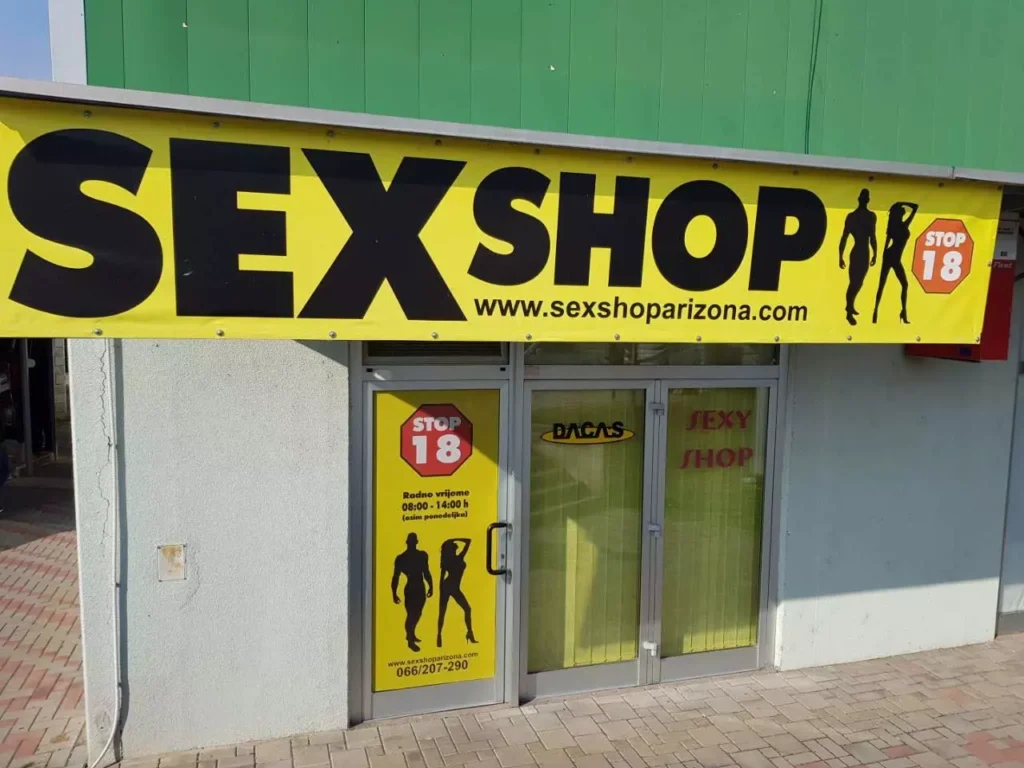 SEX SHOP
www.sexshoparizona.com
STOP
18
STOP
18
Radno vrijeme
08:00 - 14:00 h
(osim ponedeljka)
www.sexshoparizona.com
066/207-290
DACAS
SEXY
SHOP